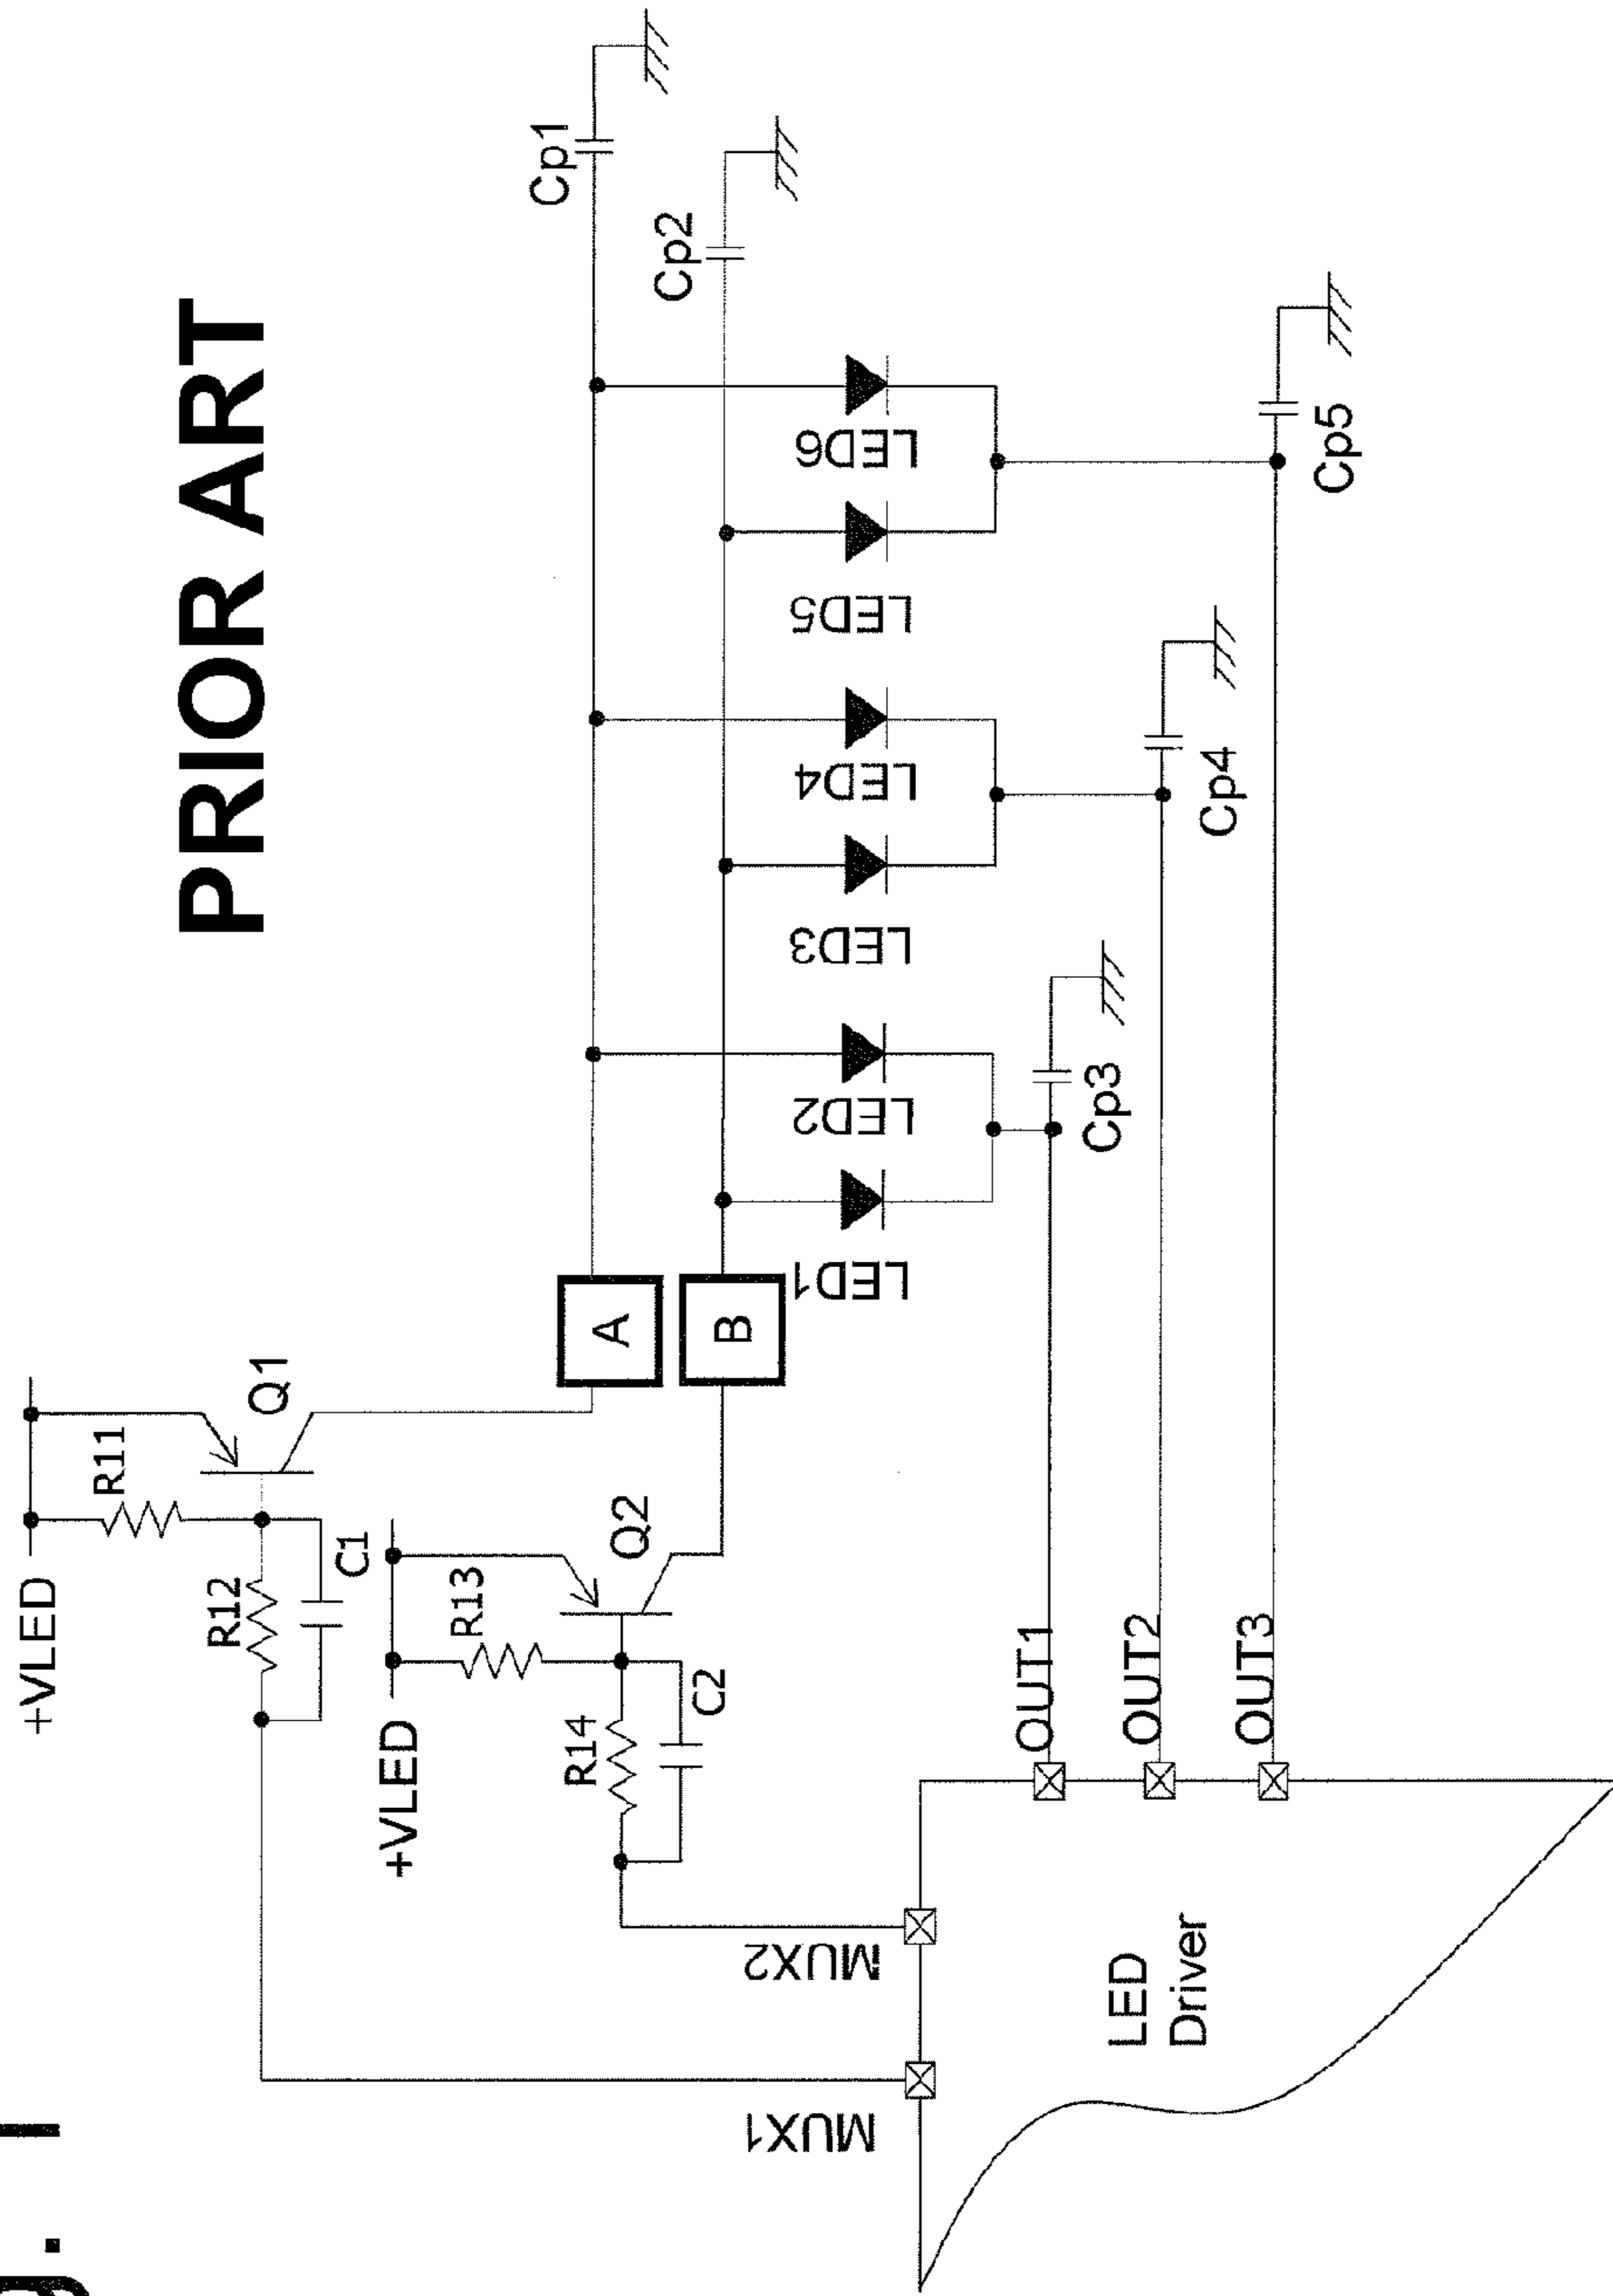 PRIOR ART
+VLED
R11
Q1
R12
C1
+VLED
R13
Q2
R14
C2
A
B
Cp1
Cp2
LED1
LED2
LED3
LED4
LED5
LED6
Cp3
Cp4
Cp5
MUX1
MUX2
OUT1
OUT2
OUT3
LED
Driver